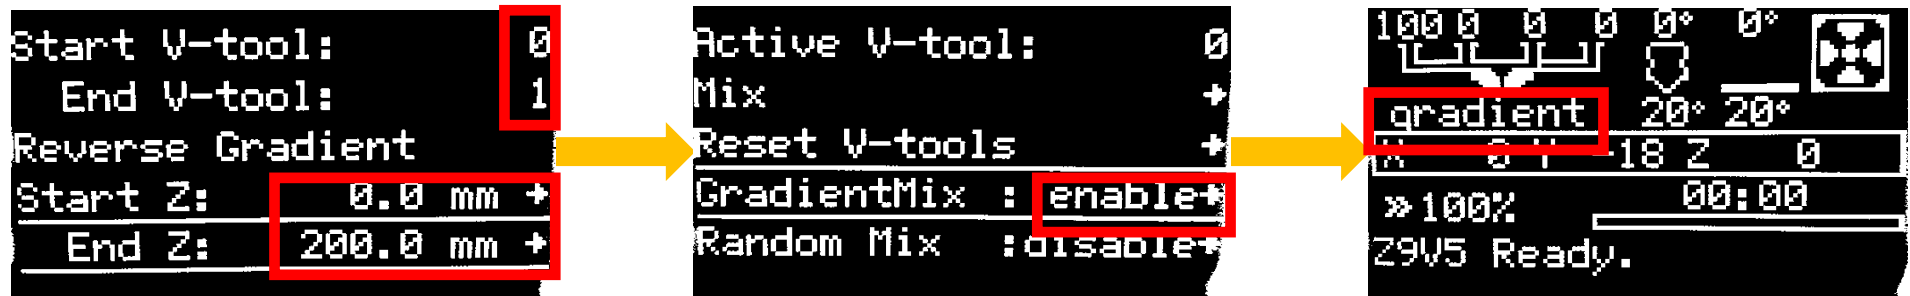 Start V-tool: 0
End V-tool: 1
Reverse Gradient
Start Z: 0.0 mm →
End Z: 200.0 mm →
Active V-tool: 0
Mix →
Reset V-tools →
GradientMix : enable→
Random Mix :disable→
100 0 0 0 0° 0°
gradient 20° 20°
X 0 Y -18 Z 0
»100% 00:00
Z9V5 Ready.